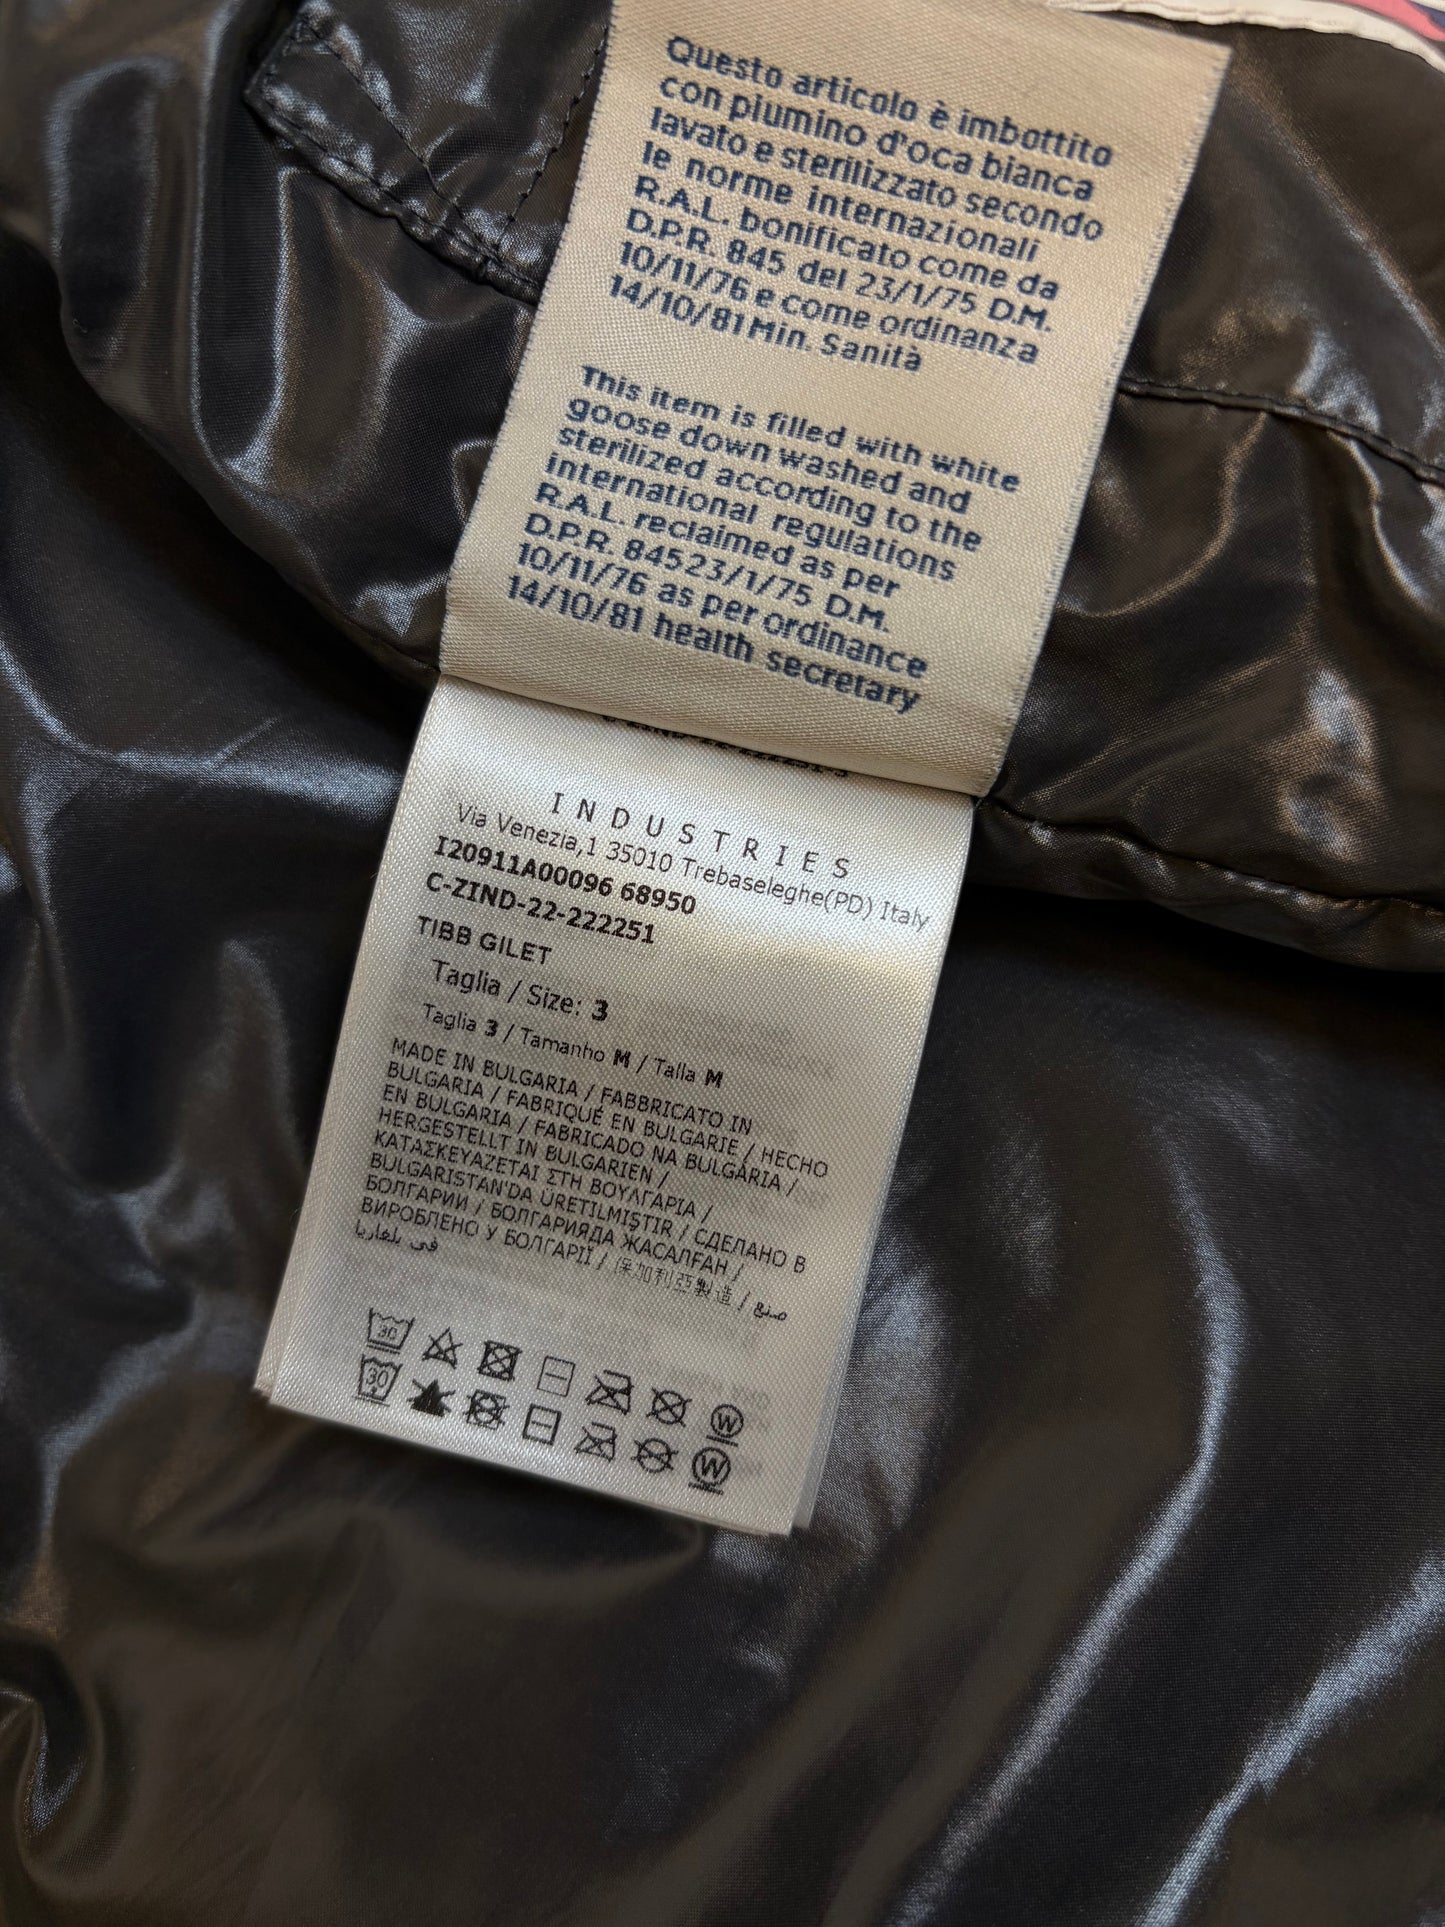 Questo articolo è imbottito
con piumino d'oca bianca
lavato e sterilizzato secondo
le norme internazionali
R.A.L. bonificato come da
D.P.R. 845 del 23/1/75 D.M.
10/11/76 e come ordinanza
14/10/81 Min. Sanità
This item is filled with white
goose down washed and
sterilized according to the
international regulations
R.A.L. reclaimed as per
D.P.R. 84523/1/75 D.M.
10/11/76 as per ordinance
14/10/81 health secretary
INDUSTRIES
Via Venezia,1 35010 Trebaseleghe(PD) Italy
I20911A00096 68950
C-ZIND-22-222251
TIBB GILET
Taglia / Size: 3
Taglia 3 / Tamanho M / Talla M
MADE IN BULGARIA / FABBRICATO IN
BULGARIA / FABRIQUÉ EN BULGARIE / HECHO
EN BULGARIA / FABRICADO NA BULGÁRIA /
HERGESTELLT IN BULGARIEN /
ΚΑΤΑΣΚΕΥΑΖΕΤΑΙ ΣΤΗ ΒΟΥΛΓΑΡΙΑ /
BULGARISTAN'DA ÜRETILMIŞTIR / СДЕЛАНО В
БОЛГАРИИ / БОЛГАРИЯДА ЖАСАЛҒАН /
ВИРОБЛЕНО У БОЛГАРІЇ / 保加利亞製造 / صنع
في بلغاريا
30
W
30
W